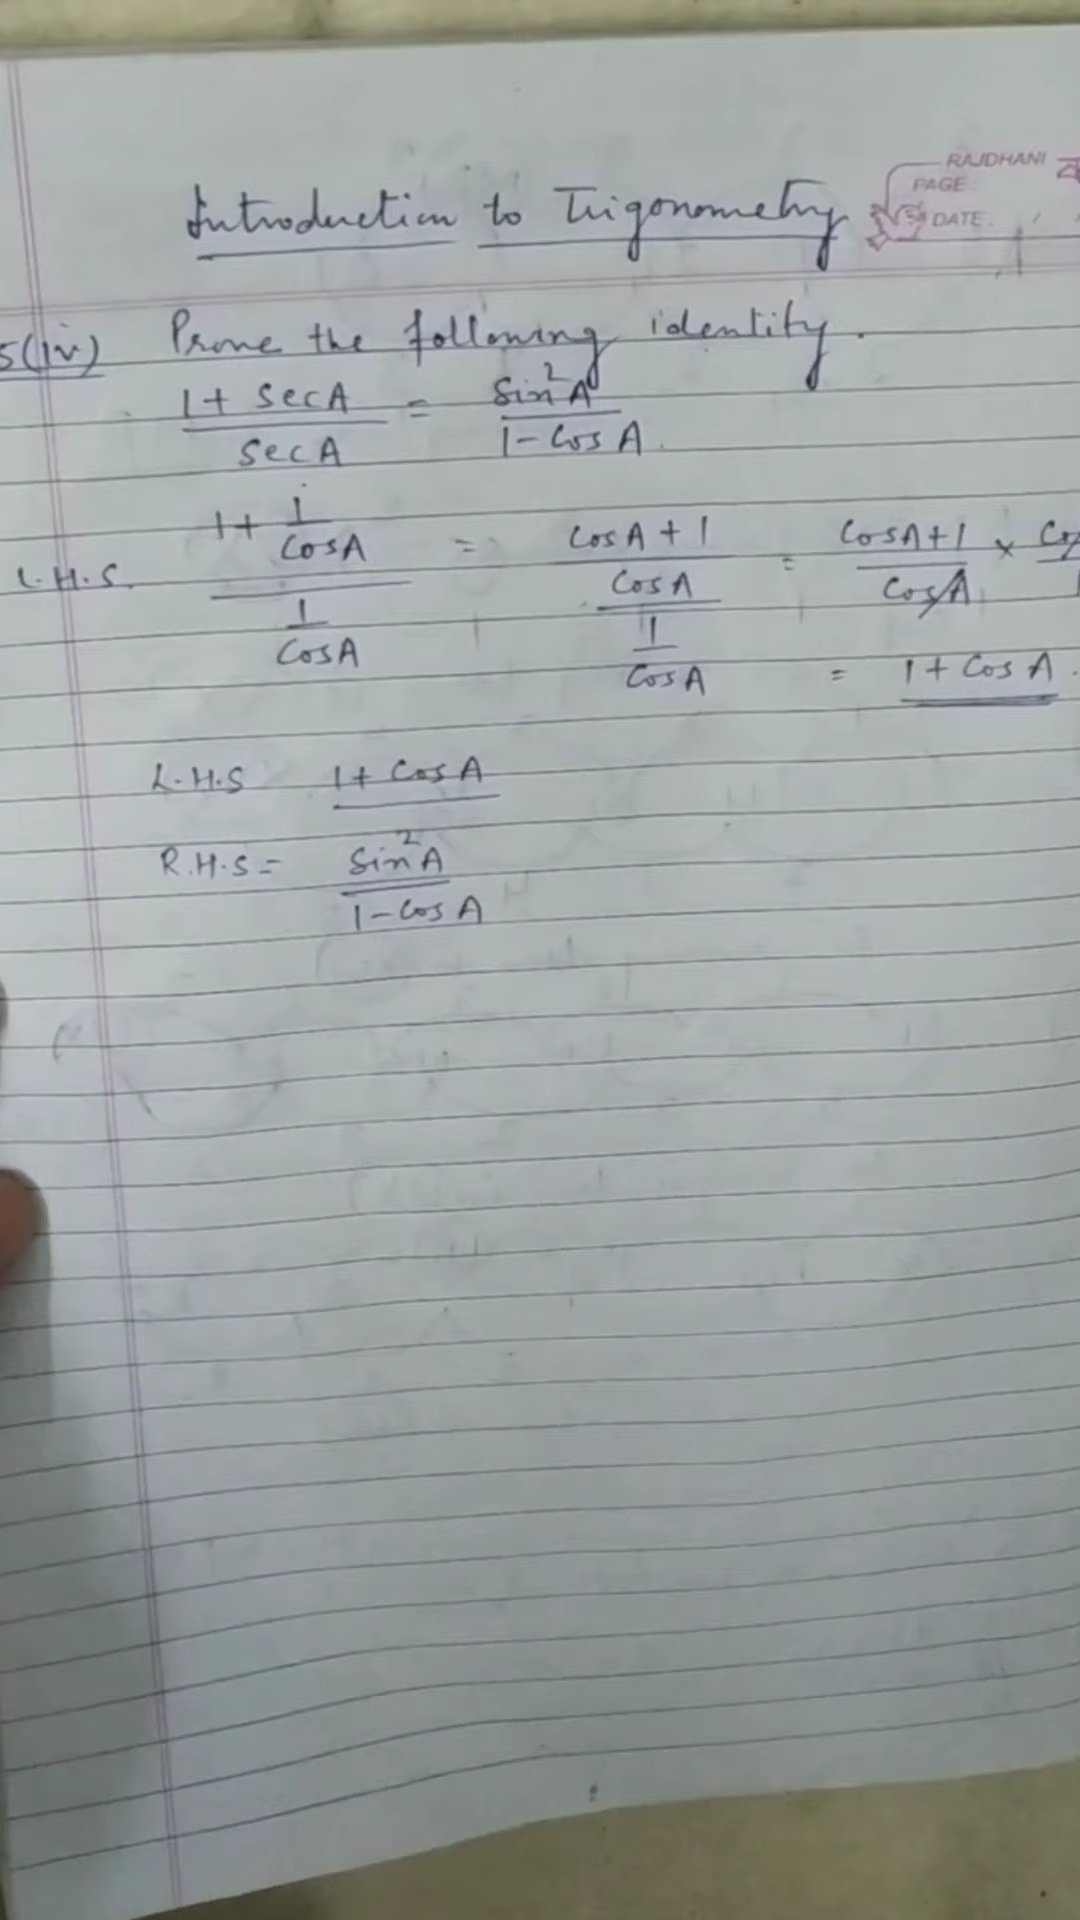 RAJDHANI
PAGE
DATE
Introduction to Trigonometry
5(iv) Prove the following identity.
1 + secA / secA = Sin²A / 1 - Cos A.
L.H.S. 1 + 1/CosA / 1/CosA = CosA + 1 / CosA / 1/CosA = CosA+1 / CosA ×
= 1 + Cos A.
L.H.S 1 + Cos A
R.H.S = Sin²A / 1 - Cos A